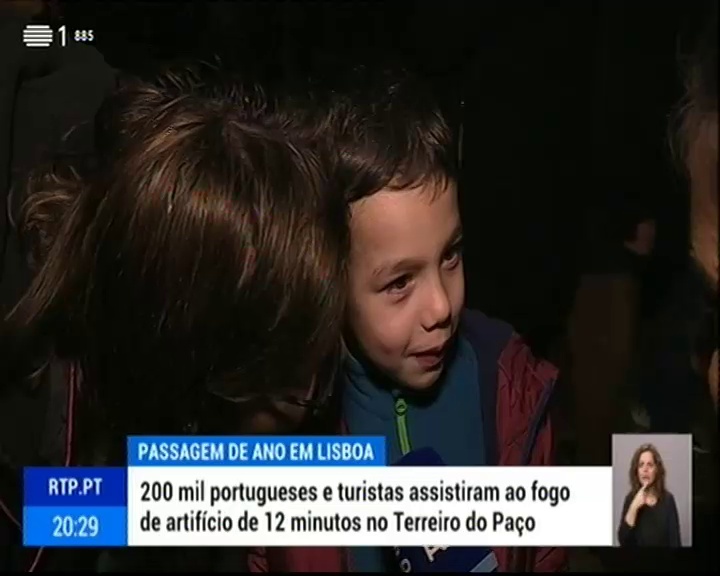 1 885
PASSAGEM DE ANO EM LISBOA
RTP.PT
200 mil portugueses e turistas assistiram ao fogo
20:29
de artifício de 12 minutos no Terreiro do Paço